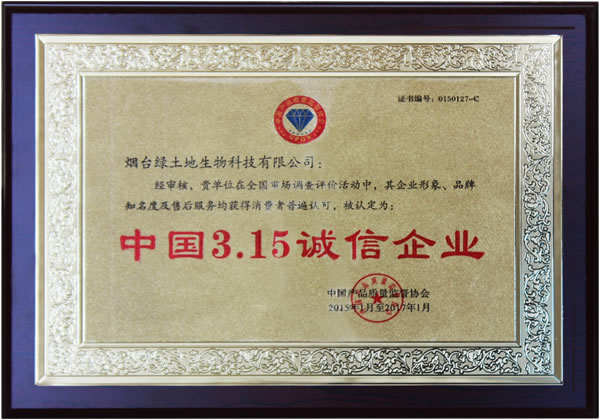 证书编号：0150127-C
烟台绿土地生物科技有限公司：
经审核，贵单位在全国市场调查评价活动中，其企业形象、品牌
知名度及售后服务均获得消费者普遍认可，被认定为：
中国3.15诚信企业
中国产品质量监督协会
2015年1月至2017年1月